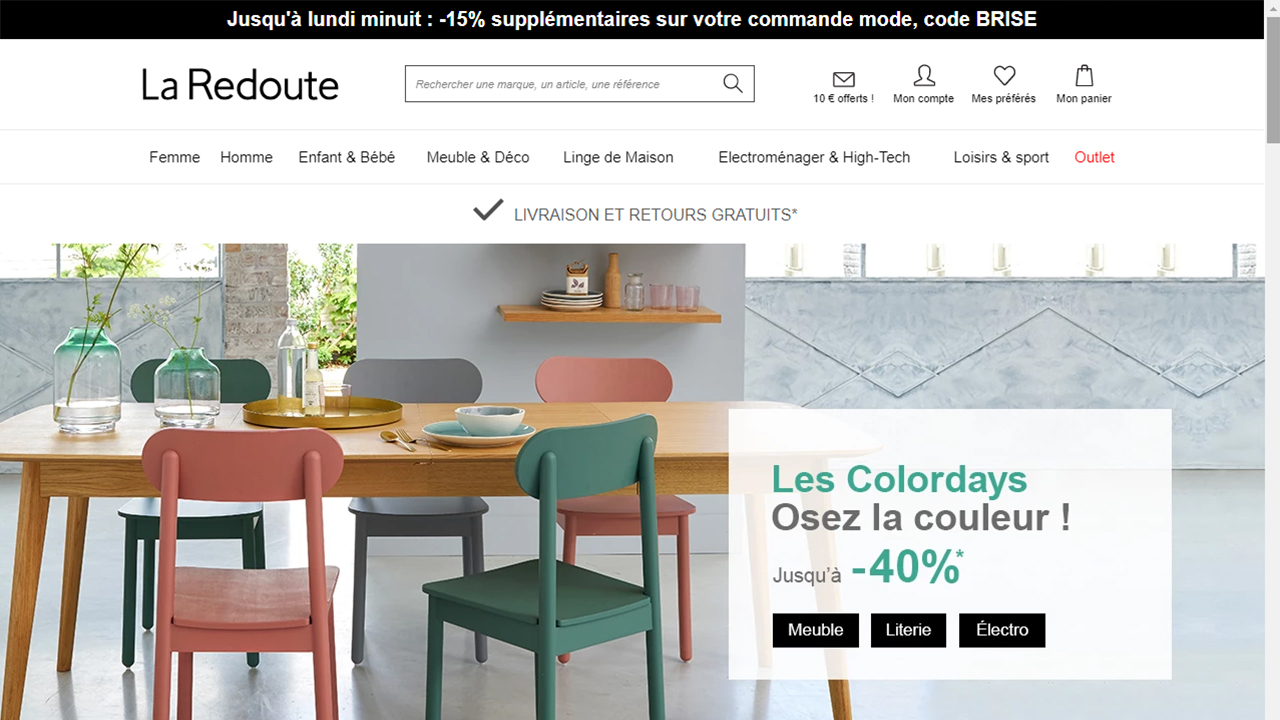 Jusqu'à lundi minuit : -15% supplémentaires sur votre commande mode, code BRISE
La Redoute
Rechercher une marque, un article, une référence
10 € offerts !
Mon compte
Mes préférés
Mon panier
Femme
Homme
Enfant & Bébé
Meuble & Déco
Linge de Maison
Electroménager & High-Tech
Loisirs & sport
Outlet
LIVRAISON ET RETOURS GRATUITS*
Les Colordays
Osez la couleur !
Jusqu'à -40%*
Meuble
Literie
Électro